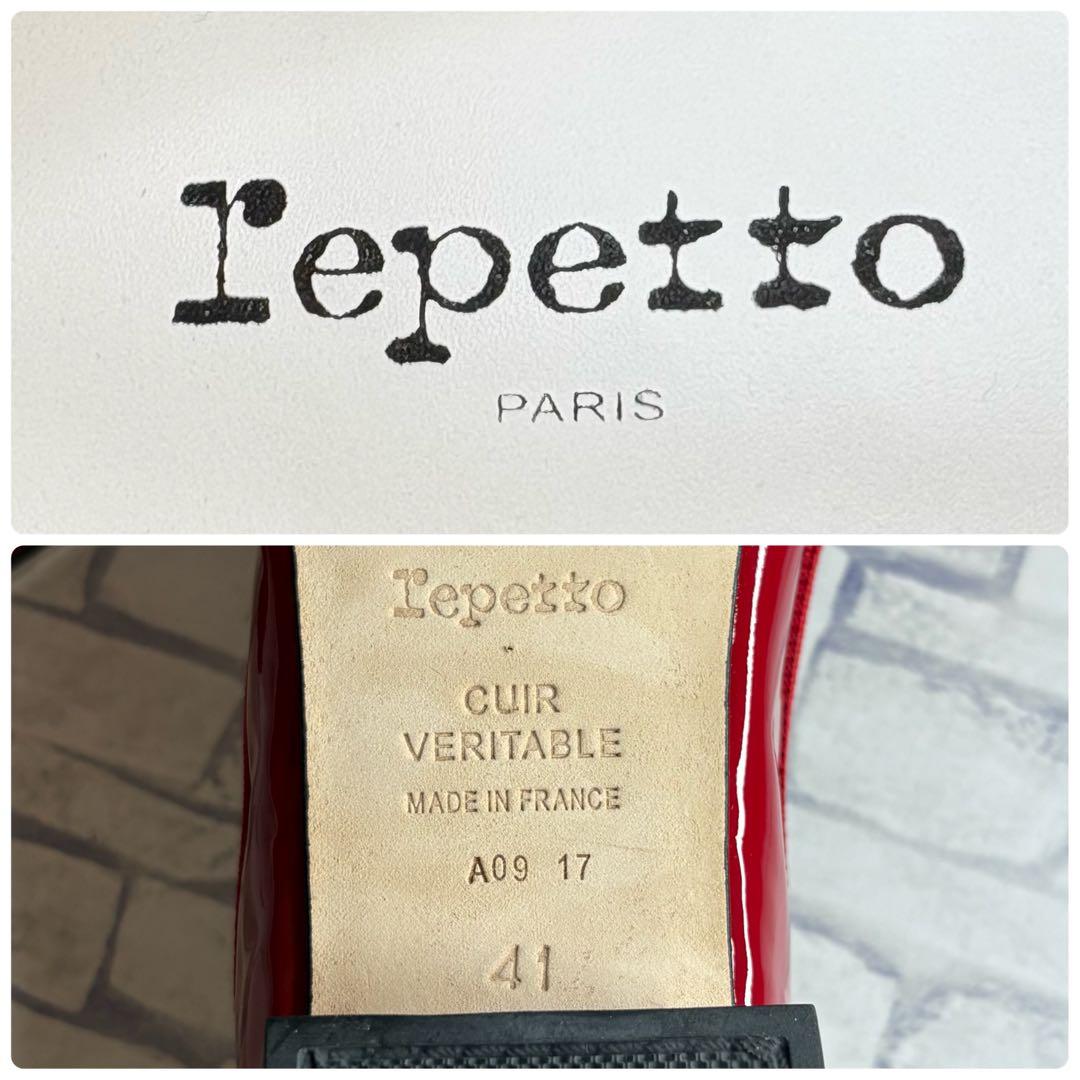 repetto
PARIS
repetto
CUIR
VERITABLE
MADE IN FRANCE
A09 17
41